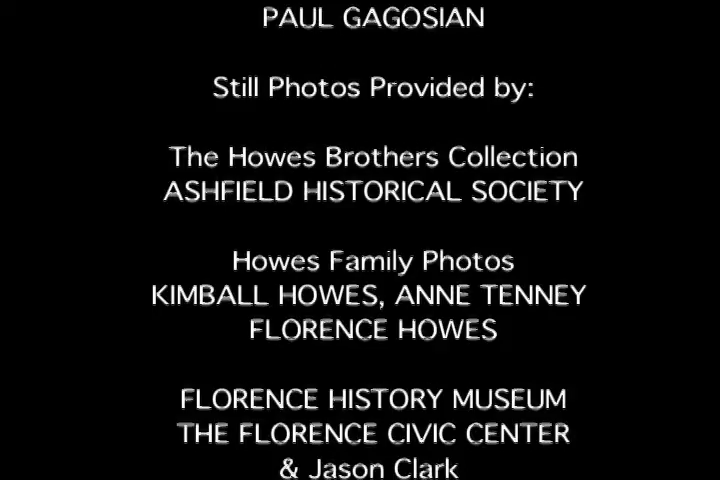 PAUL GAGOSIAN
Still Photos Provided by:
The Howes Brothers Collection
ASHFIELD HISTORICAL SOCIETY
Howes Family Photos
KIMBALL HOWES, ANNE TENNEY
FLORENCE HOWES
FLORENCE HISTORY MUSEUM
THE FLORENCE CIVIC CENTER
& Jason Clark